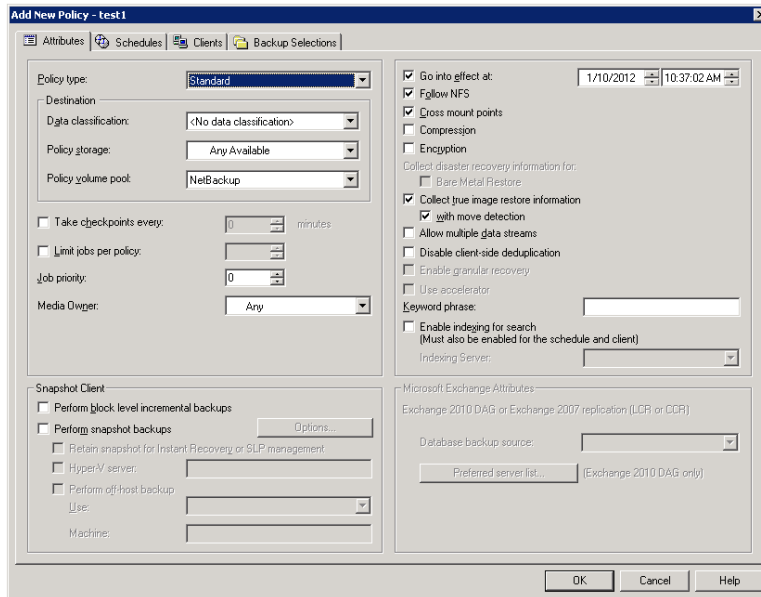 Add New Policy - test1
Attributes Schedules Clients Backup Selections
Policy type: Standard
Destination
Data classification: <No data classification>
Policy storage: Any Available
Policy volume pool: NetBackup
Take checkpoints every: 0 minutes
Limit jobs per policy:
Job priority: 0
Media Owner: Any
Go into effect at: 1/10/2012 10:37:02 AM
Follow NFS
Cross mount points
Compression
Encryption
Collect disaster recovery information for:
Bare Metal Restore
Collect true image restore information
with move detection
Allow multiple data streams
Disable client-side deduplication
Enable granular recovery
Use accelerator
Keyword phrase:
Enable indexing for search
(Must also be enabled for the schedule and client)
Indexing Server:
Snapshot Client
Perform block level incremental backups
Perform snapshot backups Options...
Retain snapshot for Instant Recovery or SLP management
Hyper-V server:
Perform off-host backup
Use:
Machine:
Microsoft Exchange Attributes
Exchange 2010 DAG or Exchange 2007 replication (LCR or CCR)
Database backup source:
Preferred server list... (Exchange 2010 DAG only)
OK Cancel Help